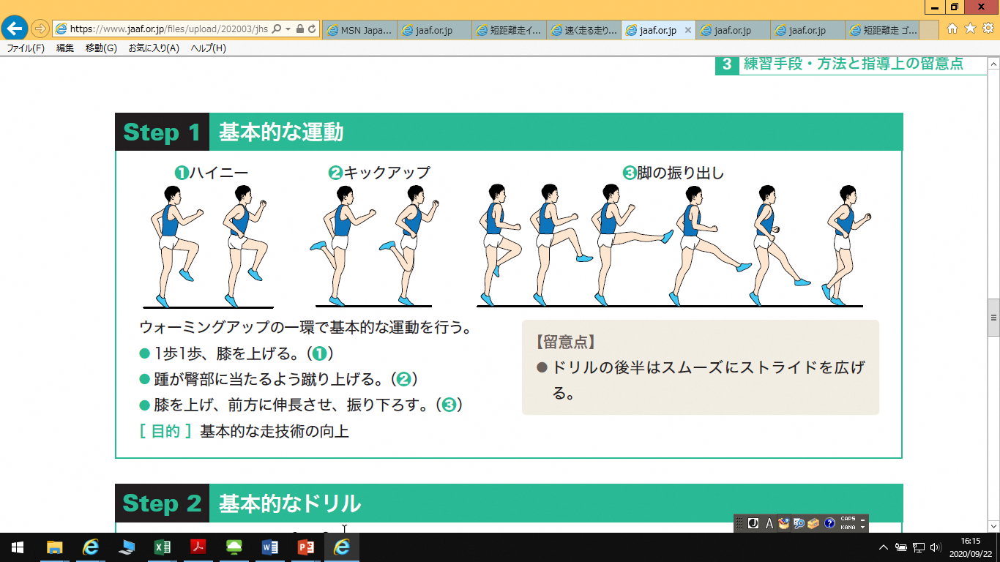 https://www.jaaf.or.jp/files/upload/202003/jhs
MSN Japa...
jaaf.or.jp
短距離走イ...
速く走る走り...
jaaf.or.jp
jaaf.or.jp
jaaf.or.jp
短距離走 ゴ...
ファイル(F) 編集 移動(G) お気に入り(A) ヘルプ(H)
3 練習手段・方法と指導上の留意点
Step 1 基本的な運動
❶ハイニー ❷キックアップ ❸脚の振り出し
ウォーミングアップの一環で基本的な運動を行う。
● 1歩1歩、膝を上げる。(❶)
● 踵が臀部に当たるよう蹴り上げる。(❷)
● 膝を上げ、前方に伸長させ、振り下ろす。(❸)
[ 目的 ] 基本的な走技術の向上
【留意点】
● ドリルの後半はスムーズにストライドを広げ
る。
Step 2 基本的なドリル
A CAPS
KANA
16:15
2020/09/22